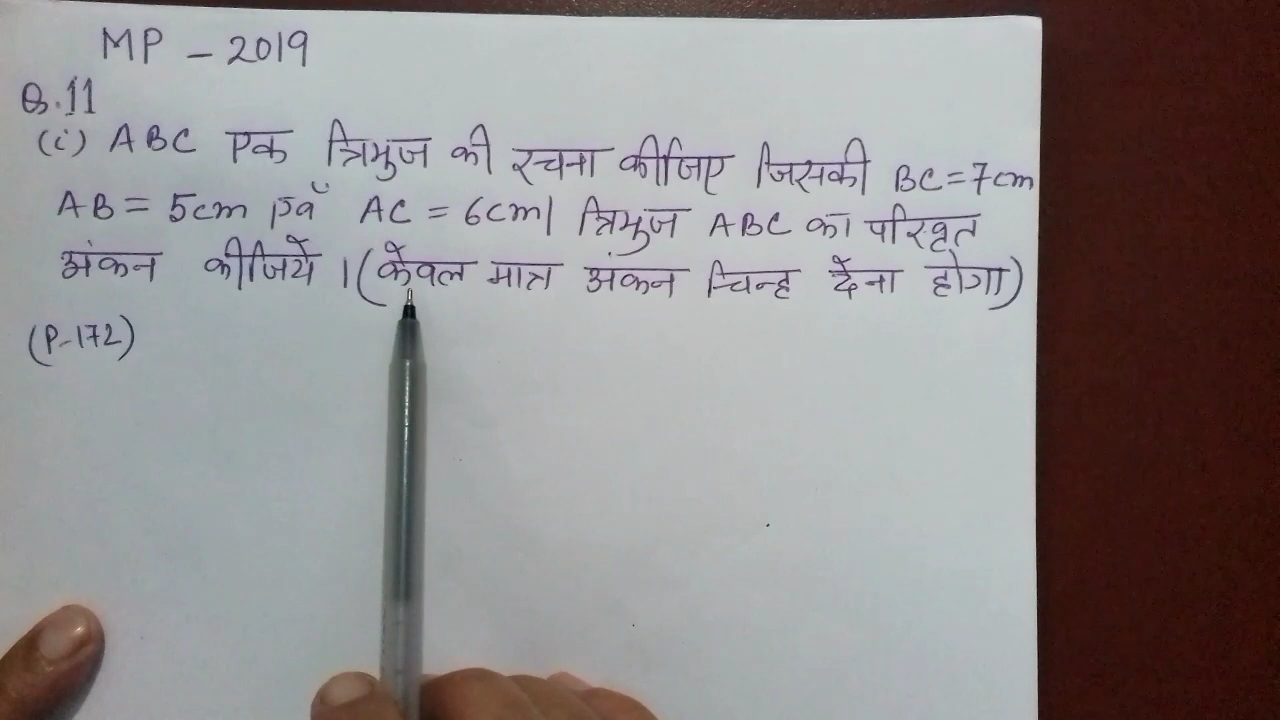 MP - 2019
Q.11
(i) ABC एक त्रिभुज की रचना कीजिए जिसकी BC = 7cm
AB = 5cm एवं AC = 6cm। त्रिभुज ABC का परिवृत
अंकन कीजिये । (केवल मात्र अंकन चिन्ह देना होगा)
(P-172)